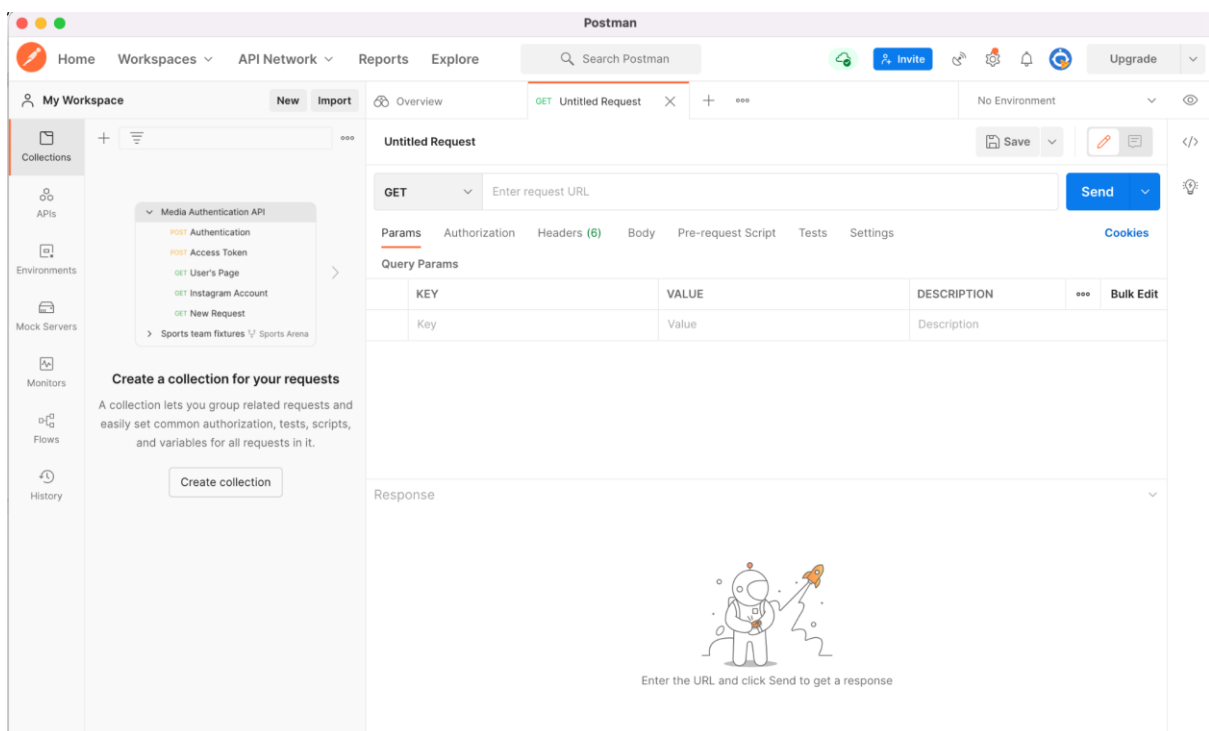 Postman
Home Workspaces API Network Reports Explore Search Postman Invite Upgrade
My Workspace New Import Overview GET Untitled Request No Environment
Collections
APIs
Environments
Mock Servers
Monitors
Flows
History
Media Authentication API
POST Authentication
POST Access Token
GET User's Page
GET Instagram Account
GET New Request
Sports team fixtures Sports Arena
Create a collection for your requests
A collection lets you group related requests and
easily set common authorization, tests, scripts,
and variables for all requests in it.
Create collection
Untitled Request Save </>
GET Enter request URL Send
Params Authorization Headers (6) Body Pre-request Script Tests Settings Cookies
Query Params
KEY VALUE DESCRIPTION Bulk Edit
Key Value Description
Response
Enter the URL and click Send to get a response